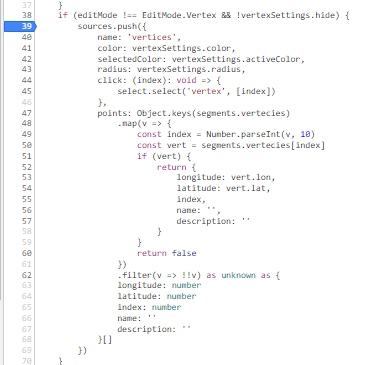 37 }
38 if (editMode !== EditMode.Vertex && !vertexSettings.hide) {
39 sources.push({
40 name: 'vertices',
41 color: vertexSettings.color,
42 selectedColor: vertexSettings.activeColor,
43 radius: vertexSettings.radius,
44 click: (index): void => {
45 select.select('vertex', [index])
46 },
47 points: Object.keys(segments.vertecies)
48 .map(v => {
49 const index = Number.parseInt(v, 10)
50 const vert = segments.vertecies[index]
51 if (vert) {
52 return {
53 longitude: vert.lon,
54 latitude: vert.lat,
55 index,
56 name: '',
57 description: ''
58 }
59 }
60 return false
61 })
62 .filter(v => !!v) as unknown as {
63 longitude: number
64 latitude: number
65 index: number
66 name: ''
67 description: ''
68 }[]
69 })
70 }